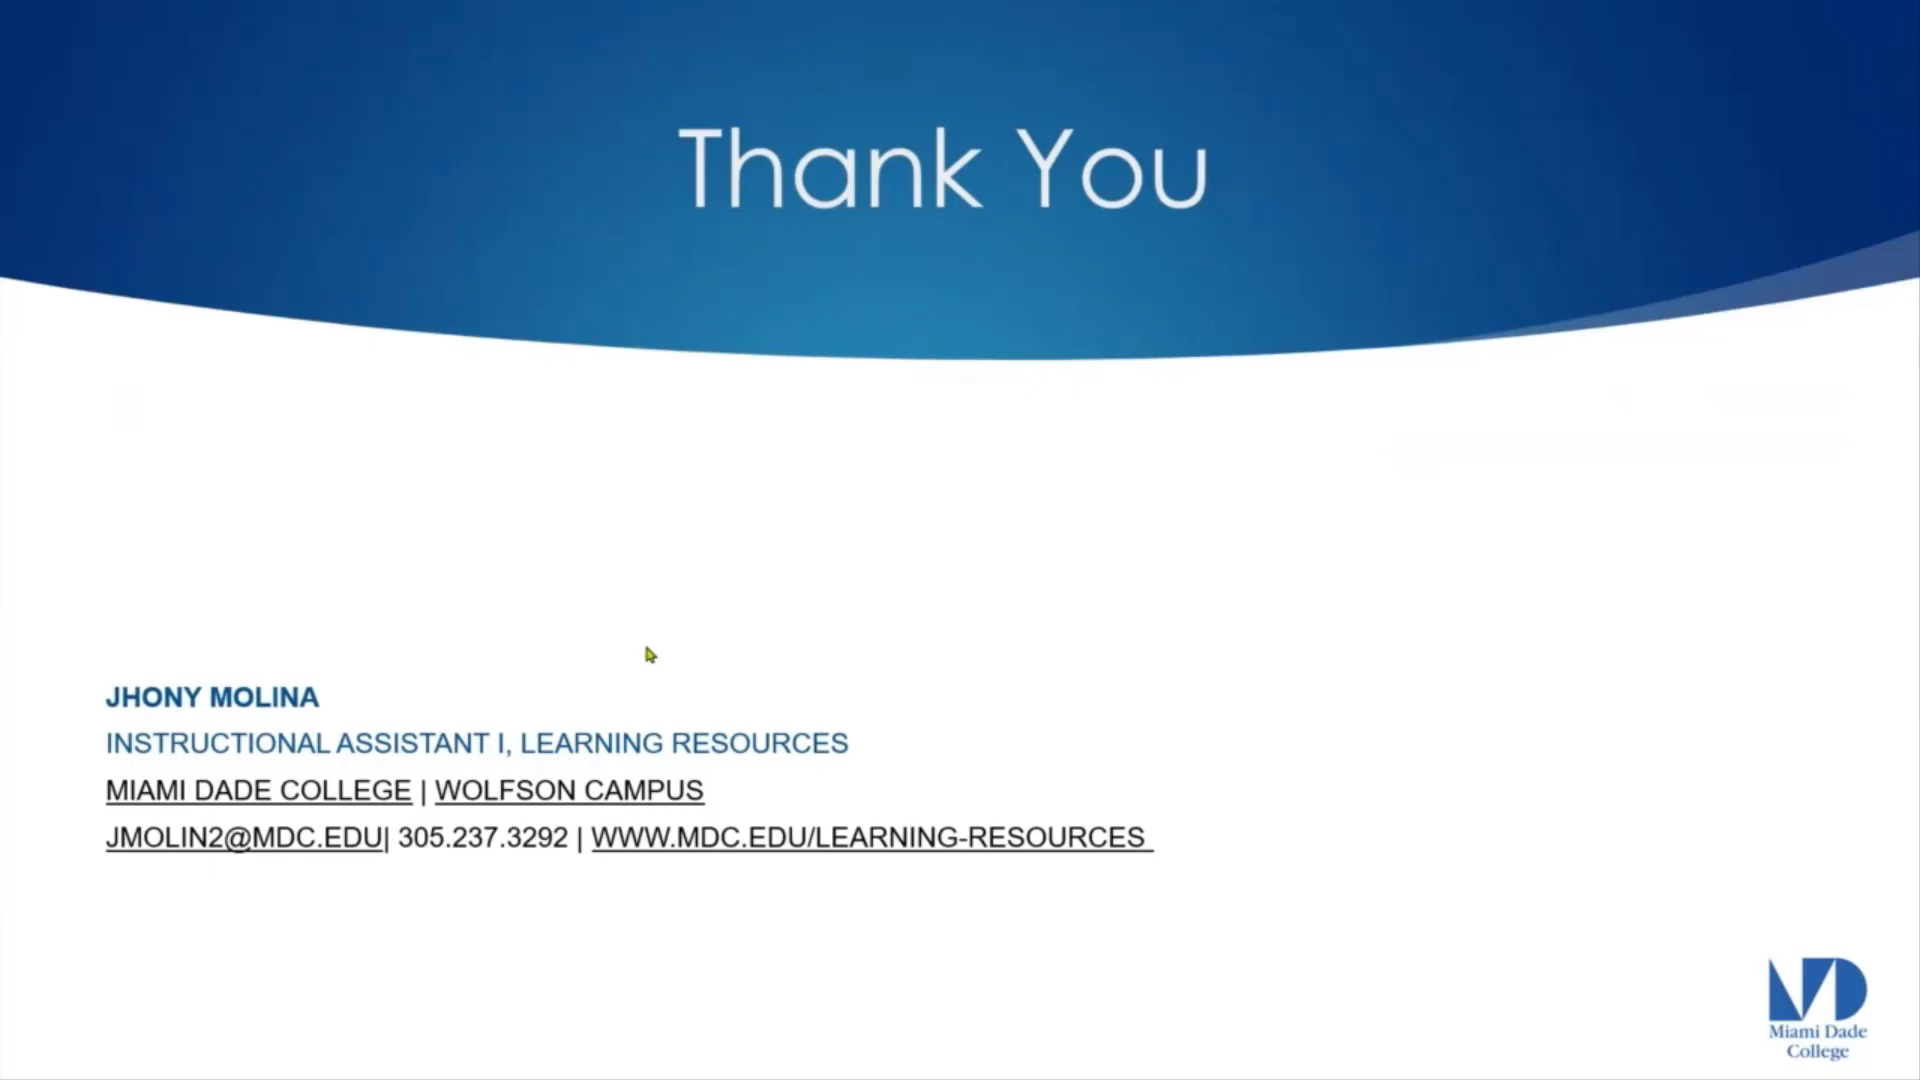 Thank You
JHONY MOLINA
INSTRUCTIONAL ASSISTANT I, LEARNING RESOURCES
MIAMI DADE COLLEGE | WOLFSON CAMPUS
JMOLIN2@MDC.EDU| 305.237.3292 | WWW.MDC.EDU/LEARNING-RESOURCES
MD
Miami Dade
College